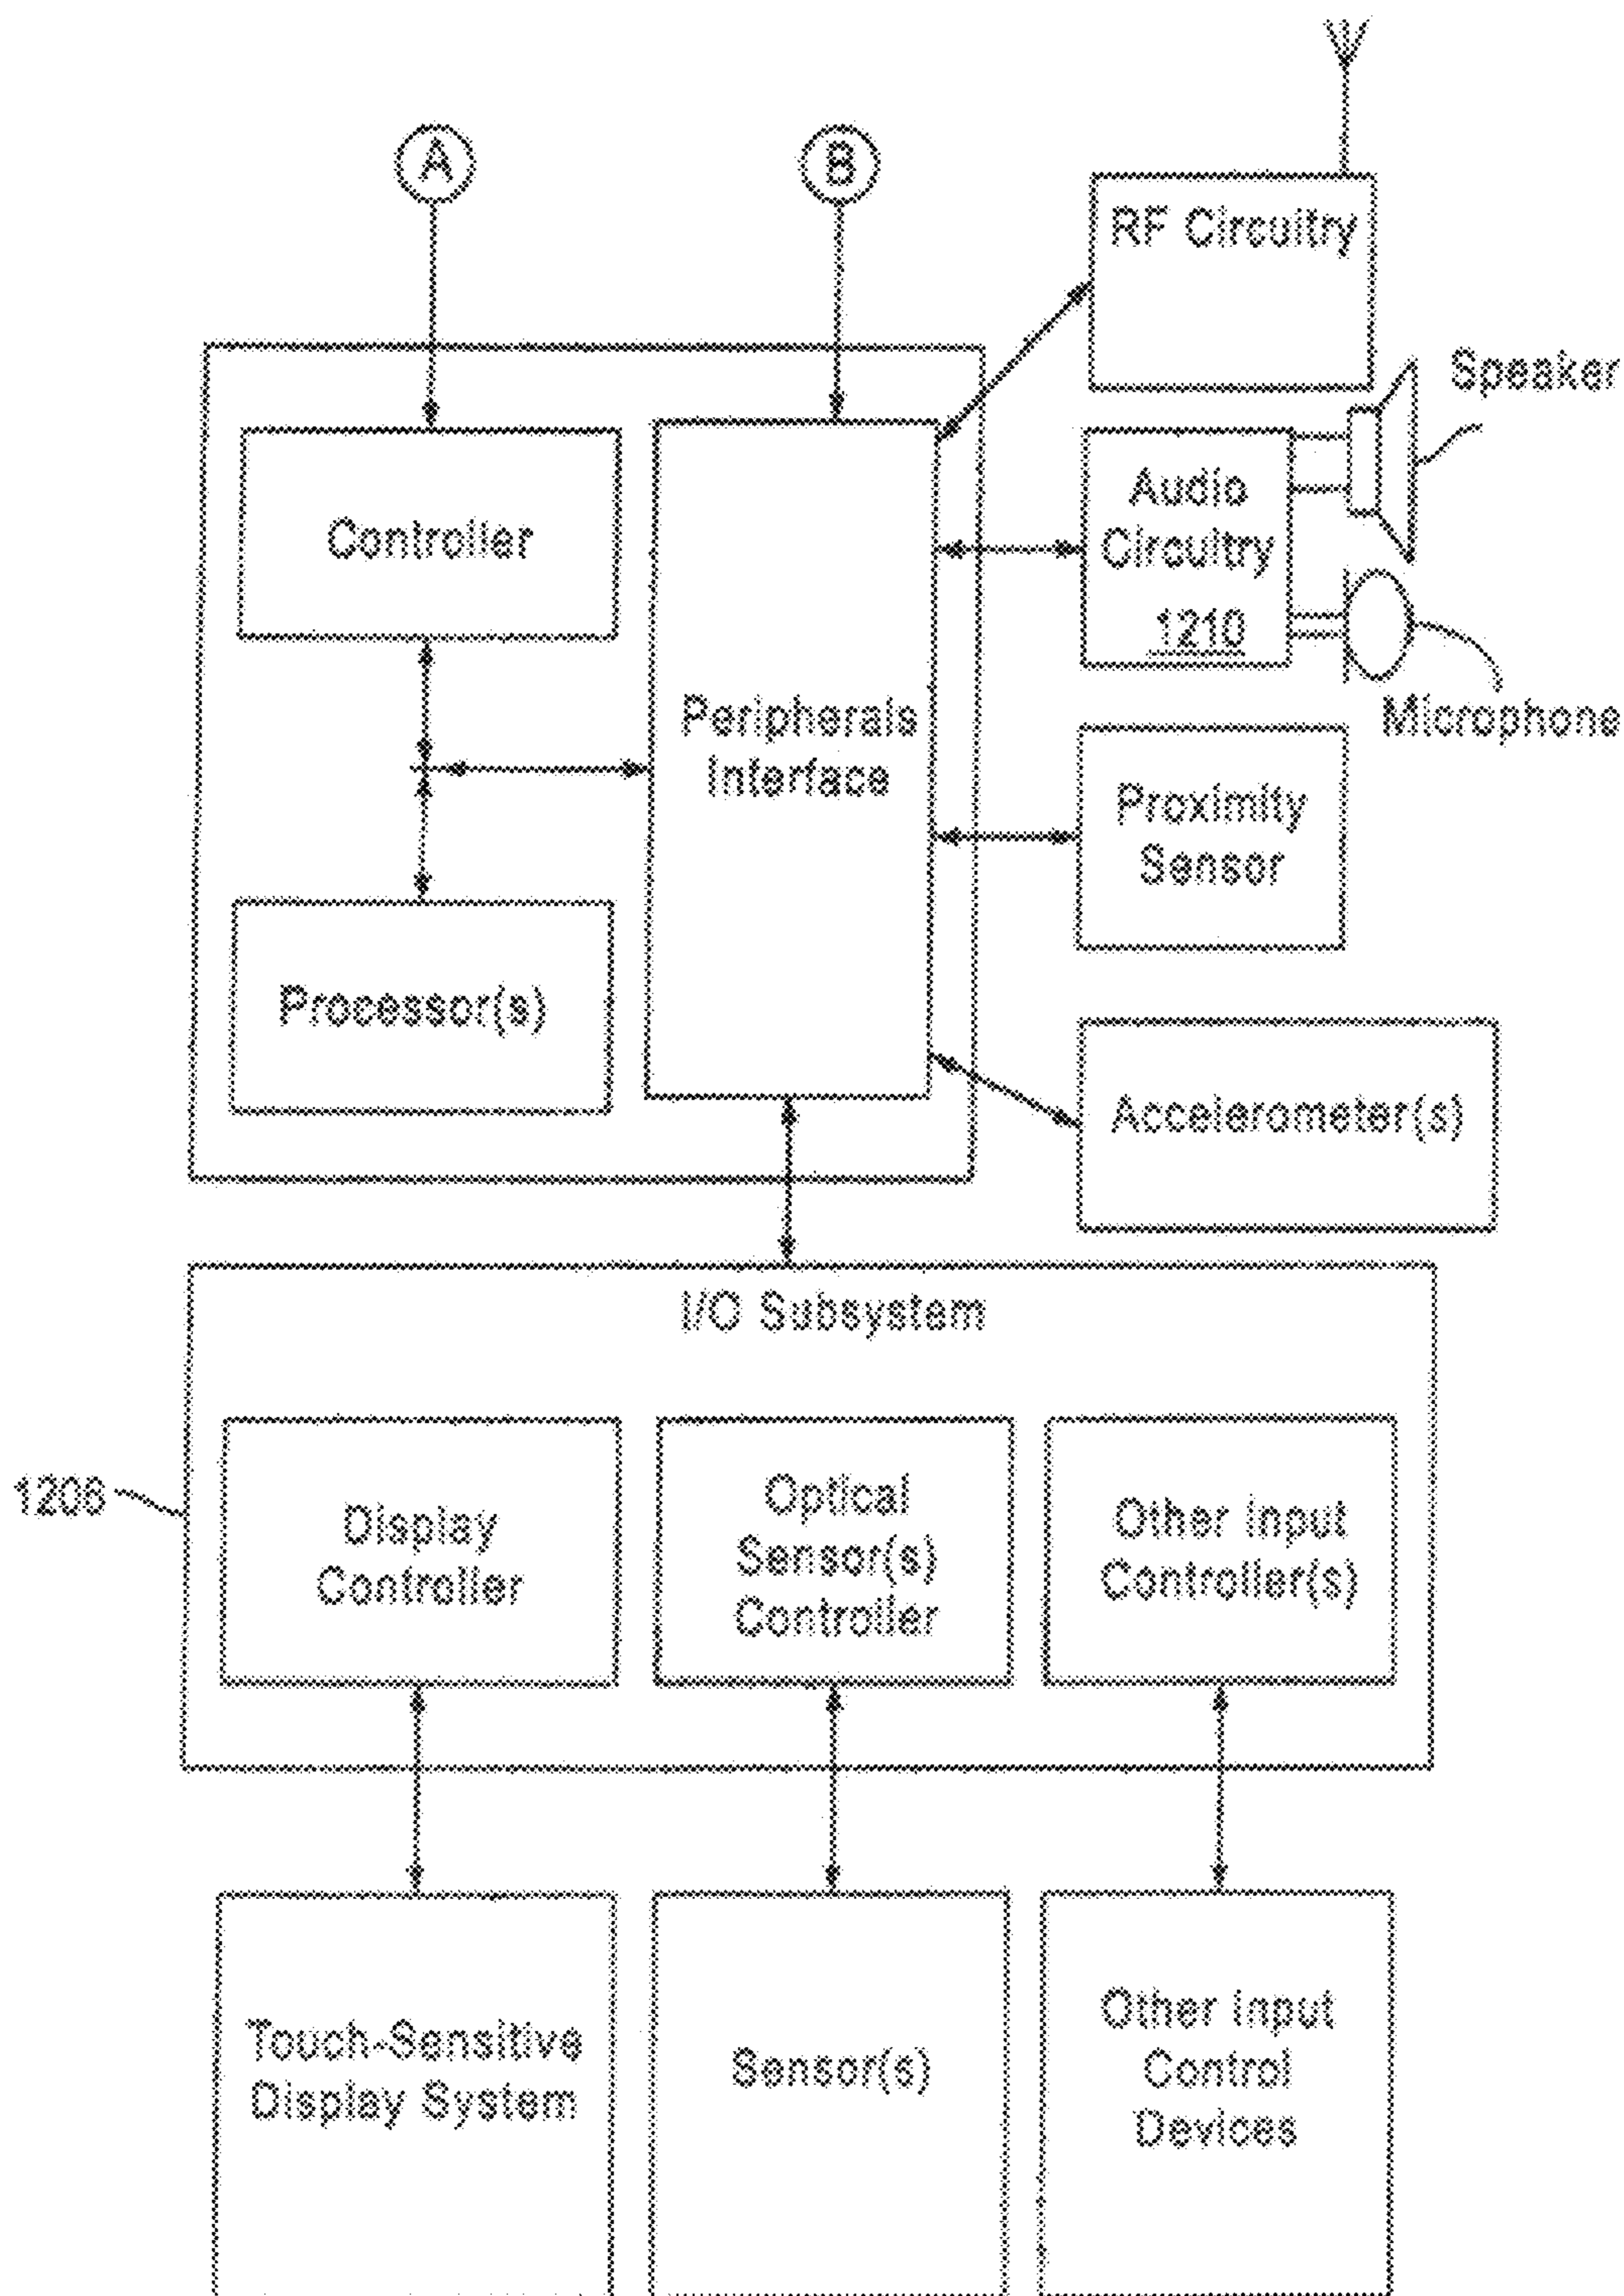 A
B
RF Circuitry
Speaker
Controller
Audio
Circuitry
1210
Microphone
Peripherals
Interface
Proximity
Sensor
Processor(s)
Accelerometer(s)
I/O Subsystem
1206
Display
Controller
Optical
Sensor(s)
Controller
Other Input
Controller(s)
Touch-Sensitive
Display System
Sensor(s)
Other Input
Control
Devices